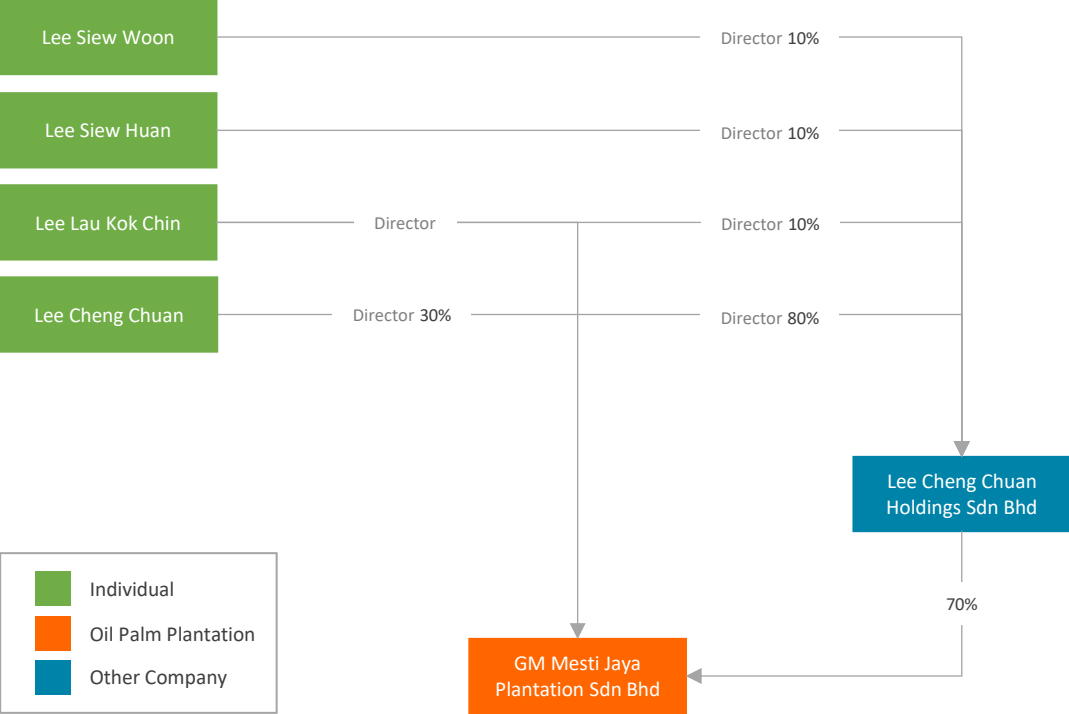 Lee Siew Woon
Director 10%
Lee Siew Huan
Director 10%
Lee Lau Kok Chin
Director
Director 10%
Lee Cheng Chuan
Director 30%
Director 80%
Lee Cheng Chuan
Holdings Sdn Bhd
70%
GM Mesti Jaya
Plantation Sdn Bhd
Individual
Oil Palm Plantation
Other Company